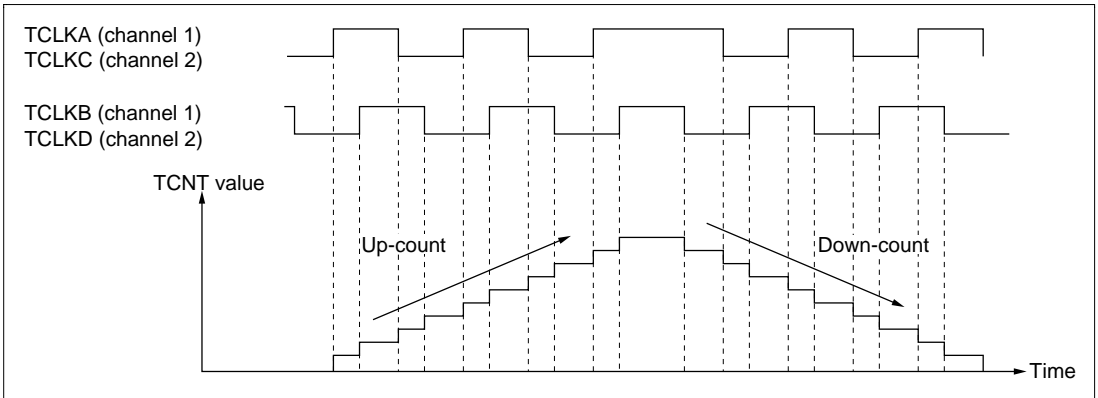 TCLKA (channel 1)
TCLKC (channel 2)
TCLKB (channel 1)
TCLKD (channel 2)
TCNT value
Up-count
Down-count
Time